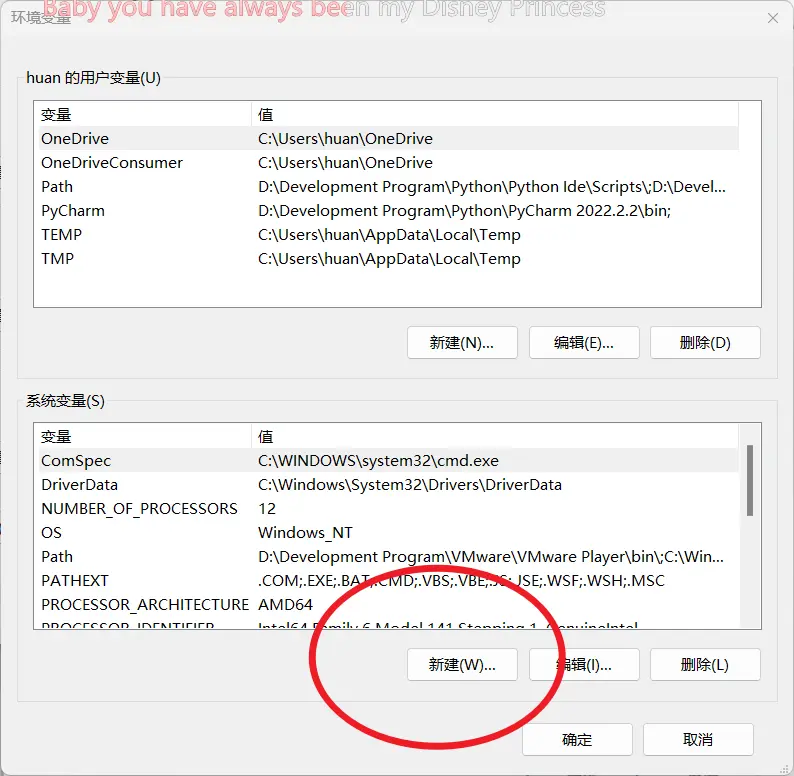 Baby you have always been my Disney Princess
环境变量
huan 的用户变量(U)
变量 值
OneDrive C:\Users\huan\OneDrive
OneDriveConsumer C:\Users\huan\OneDrive
Path D:\Development Program\Python\Python Ide\Scripts\;D:\Devel...
PyCharm D:\Development Program\Python\PyCharm 2022.2.2\bin;
TEMP C:\Users\huan\AppData\Local\Temp
TMP C:\Users\huan\AppData\Local\Temp
新建(N)... 编辑(E)... 删除(D)
系统变量(S)
变量 值
ComSpec C:\WINDOWS\system32\cmd.exe
DriverData C:\Windows\System32\Drivers\DriverData
NUMBER_OF_PROCESSORS 12
OS Windows_NT
Path D:\Development Program\VMware\VMware Player\bin\;C:\Win...
PATHEXT .COM;.EXE;.BAT;.CMD;.VBS;.VBE;.JS;.JSE;.WSF;.WSH;.MSC
PROCESSOR_ARCHITECTURE AMD64
PROCESSOR_IDENTIFIER Intel64 Family 6 Model 141 Stepping 1, GenuineIntel
新建(W)... 编辑(I)... 删除(L)
确定 取消